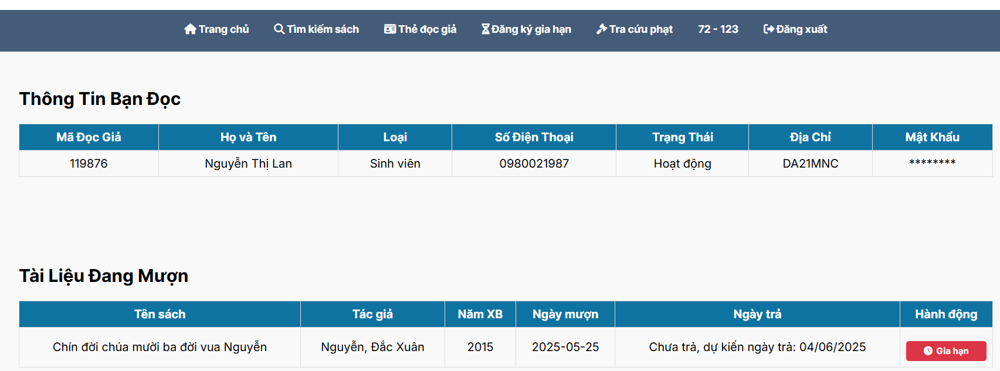 Trang chủ Tìm kiếm sách Thẻ đọc giả Đăng ký gia hạn Tra cứu phạt 72 - 123 Đăng xuất
Thông Tin Bạn Đọc
Mã Đọc Giả Họ và Tên Loại Số Điện Thoại Trạng Thái Địa Chỉ Mật Khẩu
119876 Nguyễn Thị Lan Sinh viên 0980021987 Hoạt động DA21MNC ********
Tài Liệu Đang Mượn
Tên sách Tác giả Năm XB Ngày mượn Ngày trả Hành động
Chín đời chúa mười ba đời vua Nguyễn Nguyễn, Đắc Xuân 2015 2025-05-25 Chưa trả, dự kiến ngày trả: 04/06/2025 Gia hạn